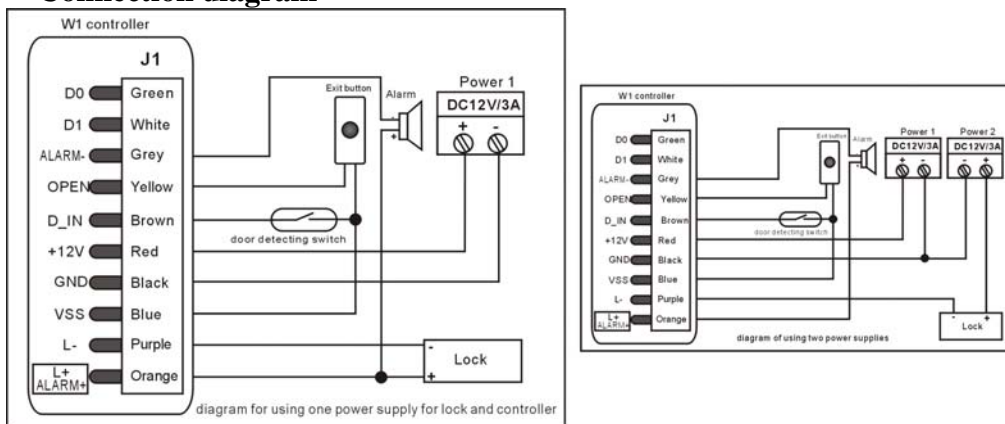 Connection diagram
W1 controller
J1
D0 Green
D1 White
ALARM- Grey
OPEN Yellow
D_IN Brown
+12V Red
GND Black
VSS Blue
L- Purple
L+
ALARM+ Orange
Exit button
Alarm
-
+
Power 1
DC12V/3A
+ -
door detecting switch
-
+
Lock
diagram for using one power supply for lock and controller
W1 controller
J1
D0 Green
D1 White
ALARM- Grey
OPEN Yellow
D_IN Brown
+12V Red
GND Black
VSS Blue
L- Purple
L+
ALARM+ Orange
Exit button
Alarm
Power 1 Power 2
DC12V/3A DC12V/3A
+ - - +
door detecting switch
- +
Lock
diagram of using two power supplies